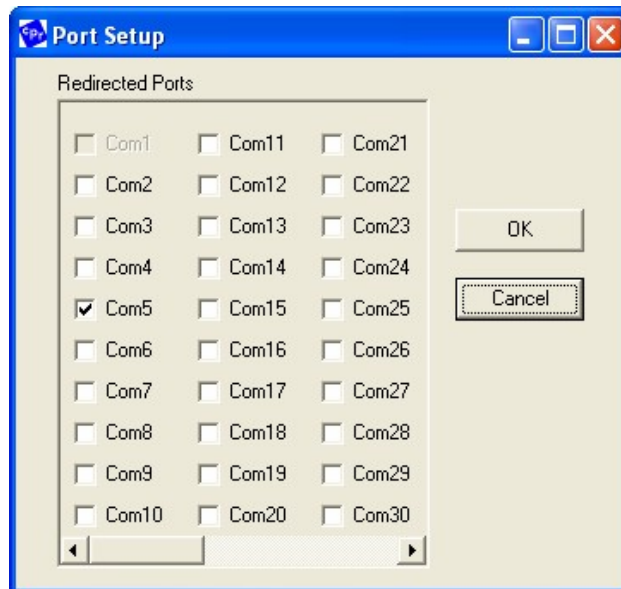 CPR Port Setup
Redirected Ports
Com1 Com11 Com21
Com2 Com12 Com22
Com3 Com13 Com23
Com4 Com14 Com24
Com5 Com15 Com25
Com6 Com16 Com26
Com7 Com17 Com27
Com8 Com18 Com28
Com9 Com19 Com29
Com10 Com20 Com30
OK
Cancel